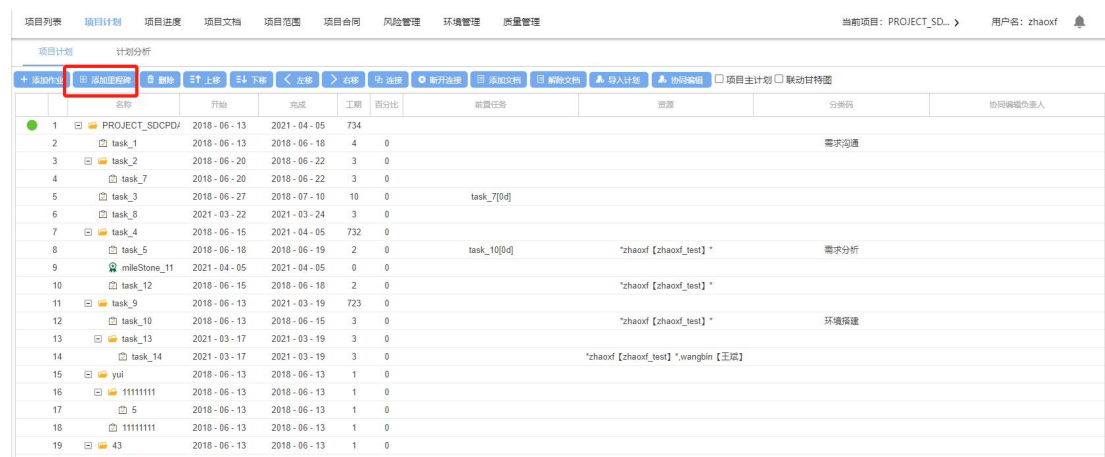 项目列表 项目计划 项目进度 项目文档 项目范围 项目合同 风险管理 环境管理 质量管理 当前项目：PROJECT_SD... 用户名：zhaoxf
项目计划 计划分析
添加作业 添加里程碑 删除 上移 下移 左移 右移 连接 断开连接 添加文档 解除文档 导入计划 协同编辑 项目主计划 联动甘特图
名称 开始 完成 工期 百分比 前置任务 资源 分类码 协同编辑负责人
1 PROJECT_SDCPD 2018 - 06 - 13 2021 - 04 - 05 734
2 task_1 2018 - 06 - 13 2018 - 06 - 18 4 0 需求沟通
3 task_2 2018 - 06 - 20 2018 - 06 - 22 3 0
4 task_7 2018 - 06 - 20 2018 - 06 - 22 3 0
5 task_3 2018 - 06 - 27 2018 - 07 - 10 10 0 task_7[0d]
6 task_8 2021 - 03 - 22 2021 - 03 - 24 3 0
7 task_4 2018 - 06 - 15 2021 - 04 - 05 732 0
8 task_5 2018 - 06 - 18 2018 - 06 - 19 2 0 task_10[0d] "zhaoxf【zhaoxf_test】" 需求分析
9 mileStone_11 2021 - 04 - 05 2021 - 04 - 05 0 0
10 task_12 2018 - 06 - 15 2018 - 06 - 18 2 0 "zhaoxf【zhaoxf_test】"
11 task_9 2018 - 06 - 13 2021 - 03 - 19 723 0
12 task_10 2018 - 06 - 13 2018 - 06 - 15 3 0 "zhaoxf【zhaoxf_test】" 环境搭建
13 task_13 2021 - 03 - 17 2021 - 03 - 19 3 0
14 task_14 2021 - 03 - 17 2021 - 03 - 19 3 0 "zhaoxf【zhaoxf_test】",wangbin【王斌】
15 yui 2018 - 06 - 13 2018 - 06 - 13 1 0
16 11111111 2018 - 06 - 13 2018 - 06 - 13 1 0
17 5 2018 - 06 - 13 2018 - 06 - 13 1 0
18 11111111 2018 - 06 - 13 2018 - 06 - 13 1 0
19 43 2018 - 06 - 13 2018 - 06 - 13 1 0